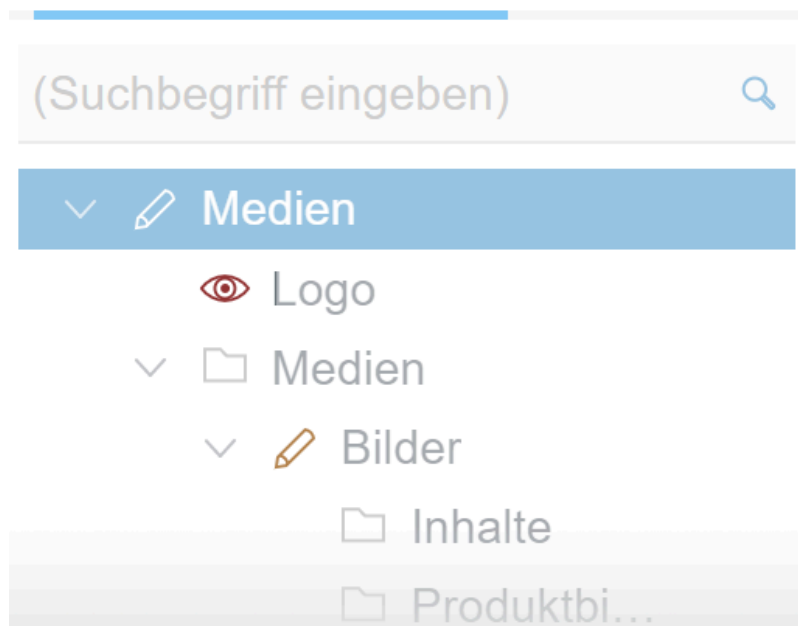 (Suchbegriff eingeben)
Medien
Logo
Medien
Bilder
Inhalte
Produktbi...